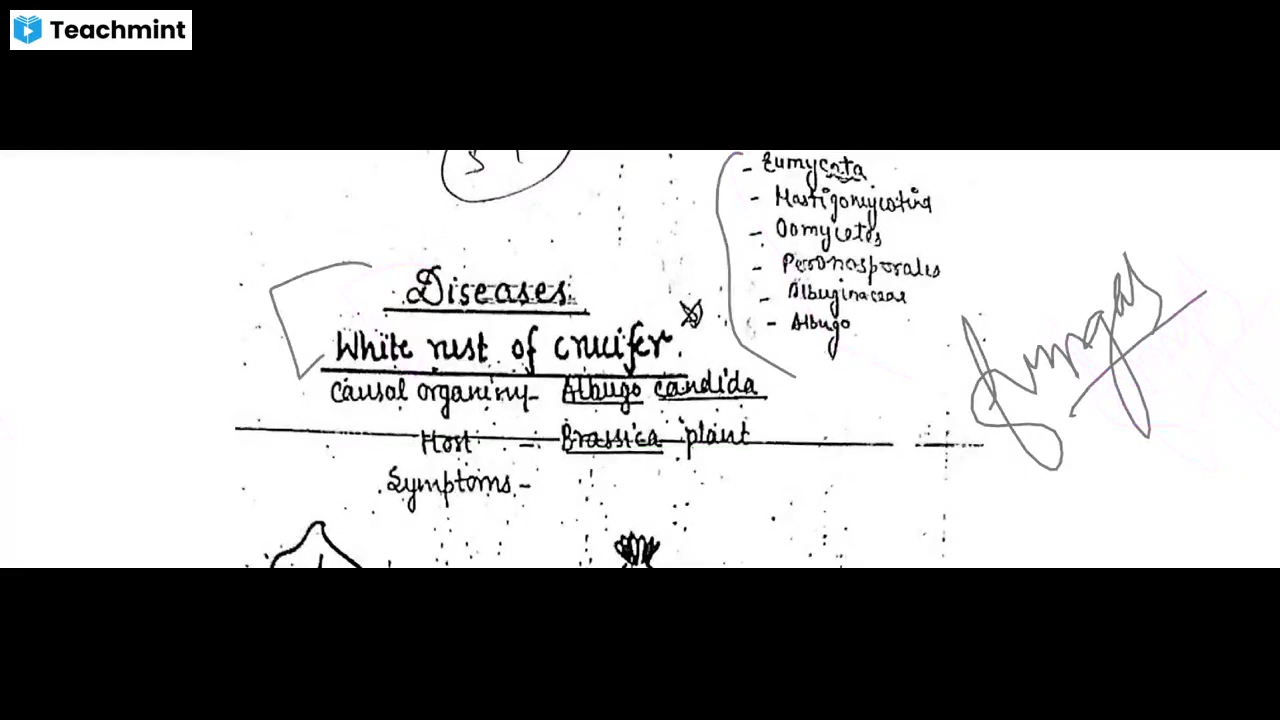 Teachmint
- Eumycota
- Mastigomycotina
- Oomycetes
- Peronosporales
- Albuginaceae
- Albugo
Diseases
White rust of crucifer.
Causal organism - Albugo candida
Host - Brassica plant
Symptoms -
Fungas